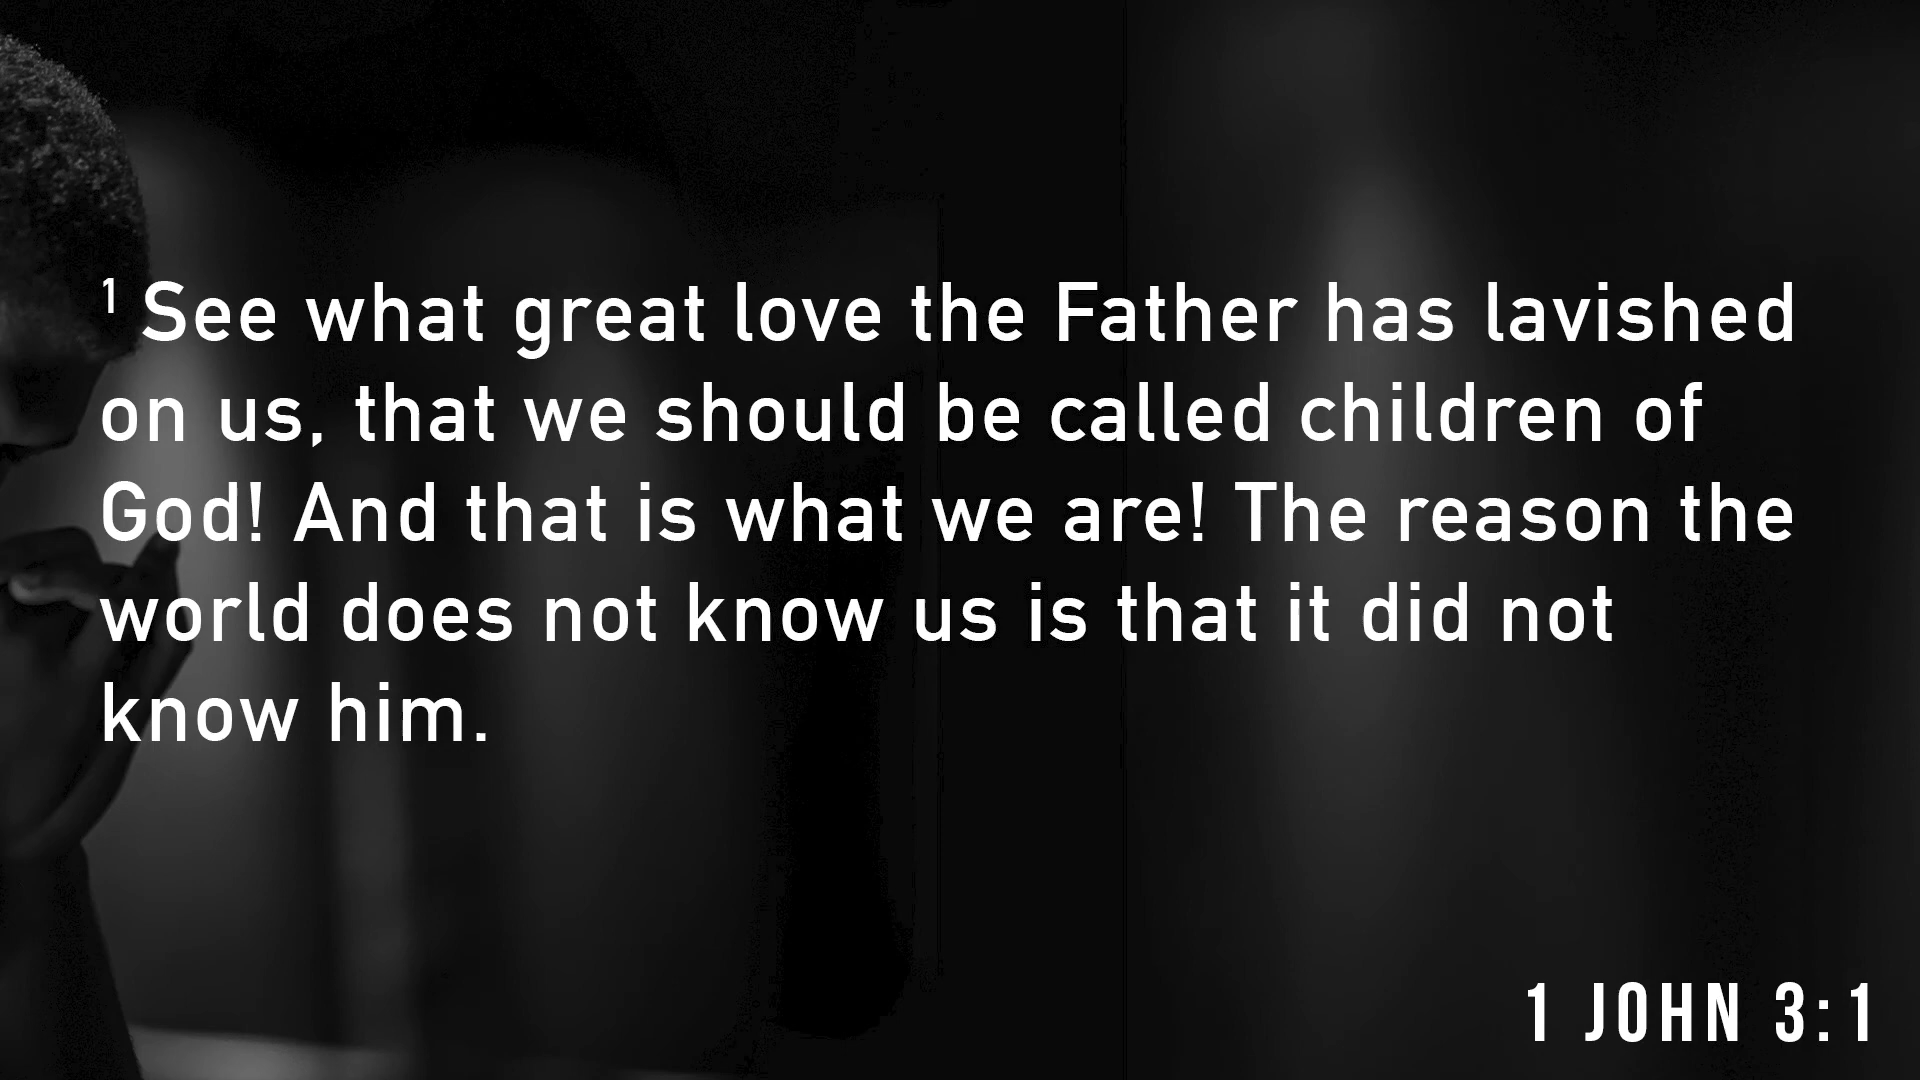 1 See what great love the Father has lavished
on us, that we should be called children of
God! And that is what we are! The reason the
world does not know us is that it did not
know him.
1 JOHN 3:1